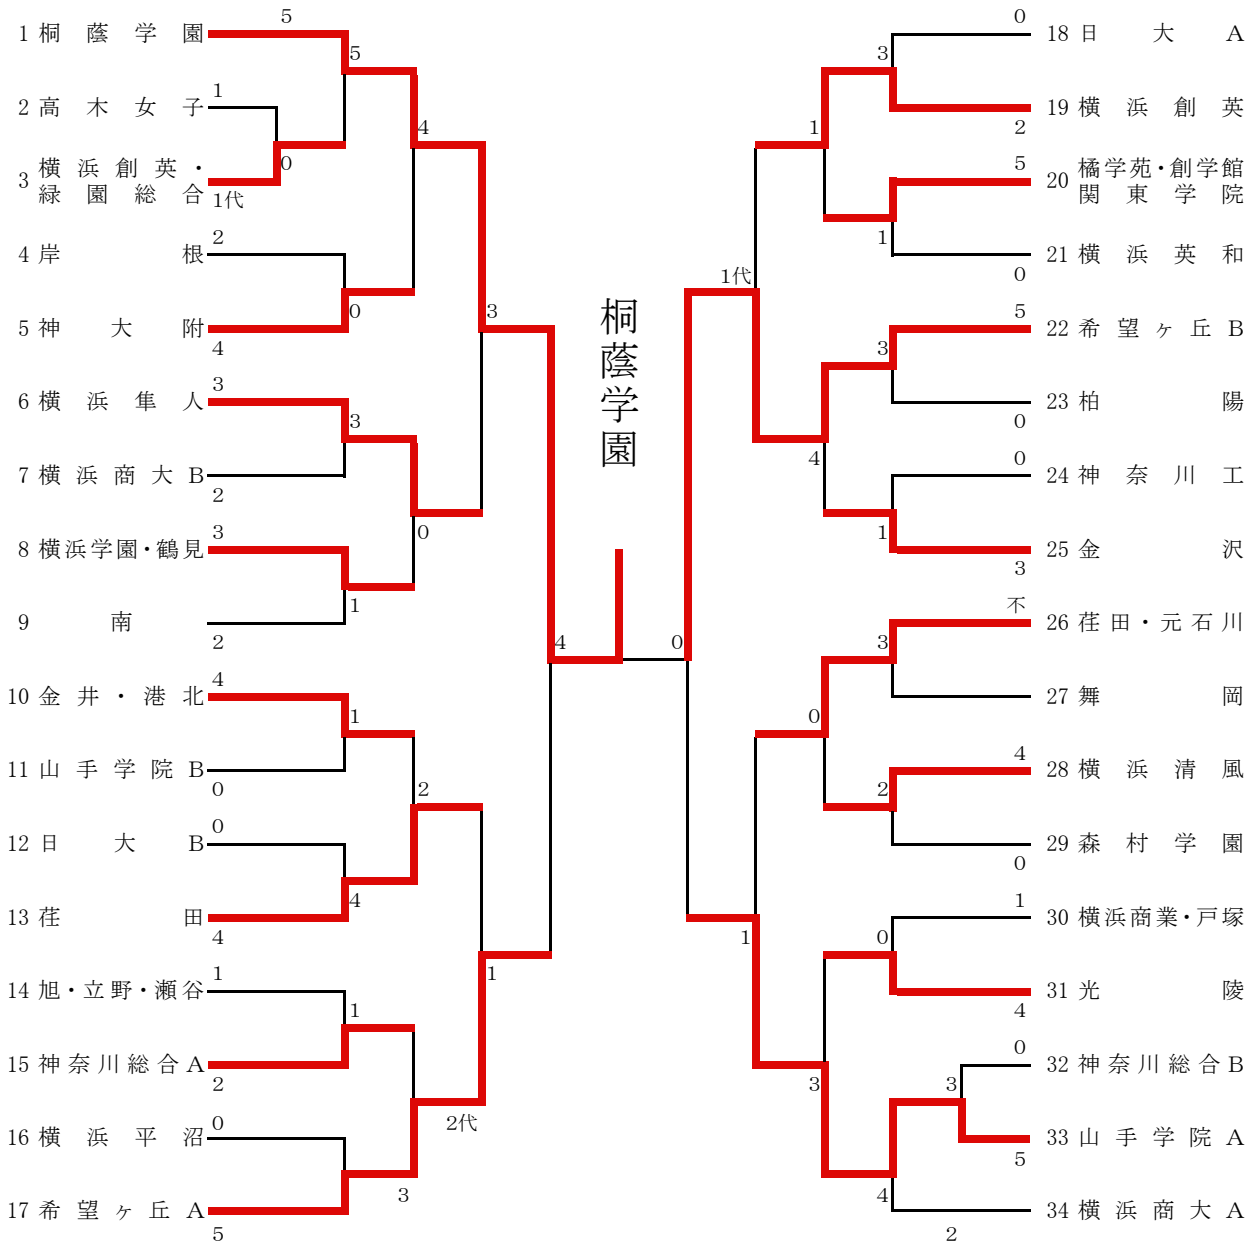 5
1 桐蔭学園
5
1
2 高木女子
4
0
3 横浜創英・
緑園総合
1代
2
4 岸根
0
3
5 神大附
4
3
6 横浜隼人
3
7 横浜商大B
2
0
3
8 横浜学園・鶴見
1
9 南
2
4
4
10 金井・港北
1
11 山手学院B
0
2
0
12 日大B
4
13 荏田
4
1
1
14 旭・立野・瀬谷
1
15 神奈川総合A
2
2代
0
16 横浜平沼
3
17 希望ヶ丘A
5
桐蔭学園
0
18 日大A
3
19 横浜創英
2
1
5
20 橘学苑・創学館
関東学院
1
21 横浜英和
0
1代
5
22 希望ヶ丘B
3
23 柏陽
0
4
0
24 神奈川工
1
25 金沢
3
不
26 荏田・元石川
3
0
27 舞岡
0
4
28 横浜清風
2
29 森村学園
0
1
30 横浜商業・戸塚
0
1
31 光陵
4
0
32 神奈川総合B
3
3
33 山手学院A
5
4
34 横浜商大A
2